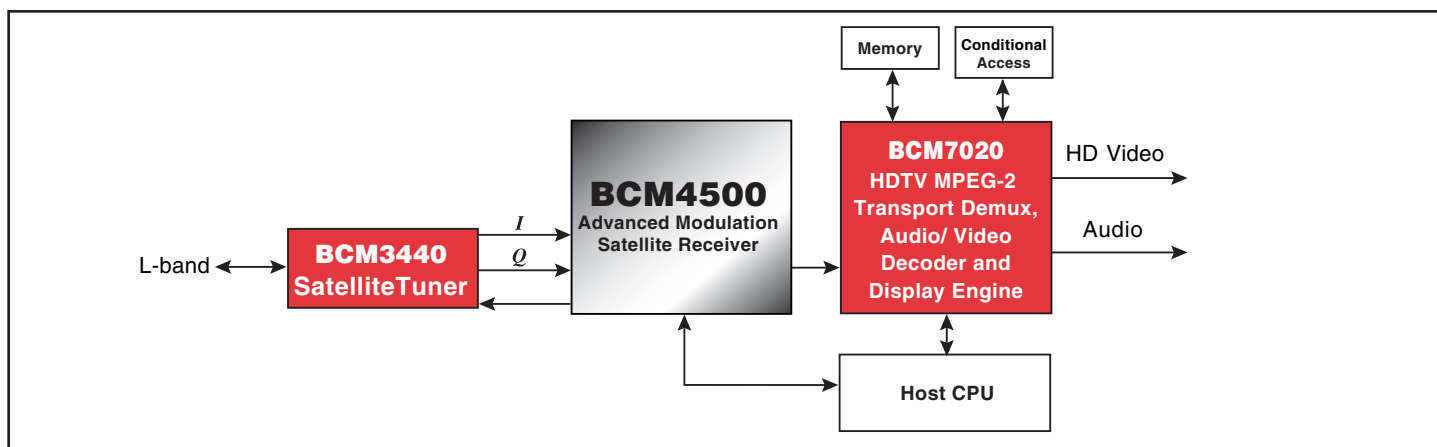 Memory
Conditional
Access
BCM7020
HDTV MPEG-2
Transport Demux,
Audio/ Video
Decoder and
Display Engine
HD Video
Audio
BCM4500
Advanced Modulation
Satellite Receiver
I
Q
L-band
BCM3440
SatelliteTuner
Host CPU